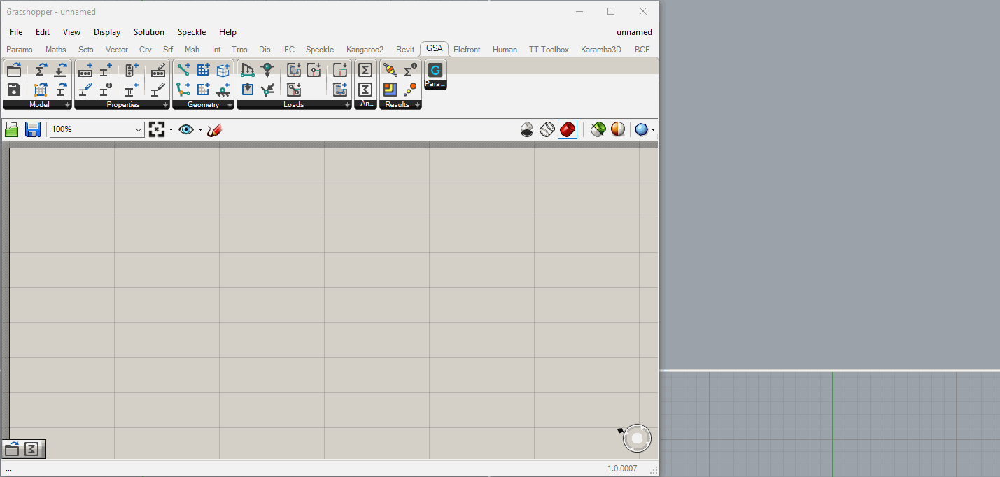 Grasshopper - unnamed
File Edit View Display Solution Speckle Help unnamed
Params Maths Sets Vector Crv Srf Msh Int Trns Dis IFC Speckle Kangaroo2 Revit GSA Elefront Human TT Toolbox Karamba3D BCF
G
Para...
Model Properties Geometry Loads An... Results
100%
... 1.0.0007